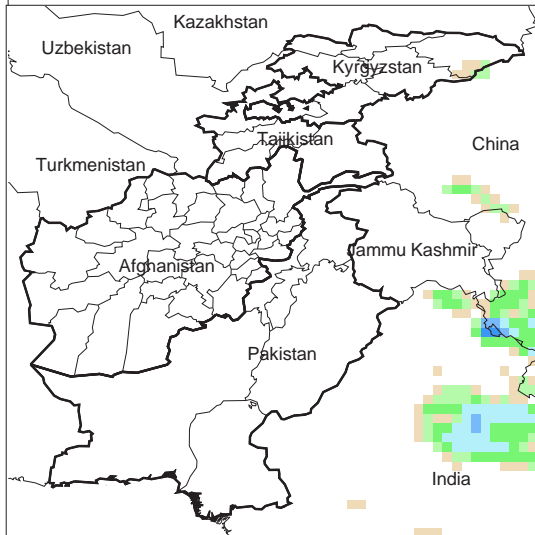 Kazakhstan
Uzbekistan
Kyrgyzstan
Tajikistan
China
Turkmenistan
Jammu Kashmir
Afghanistan
Pakistan
India